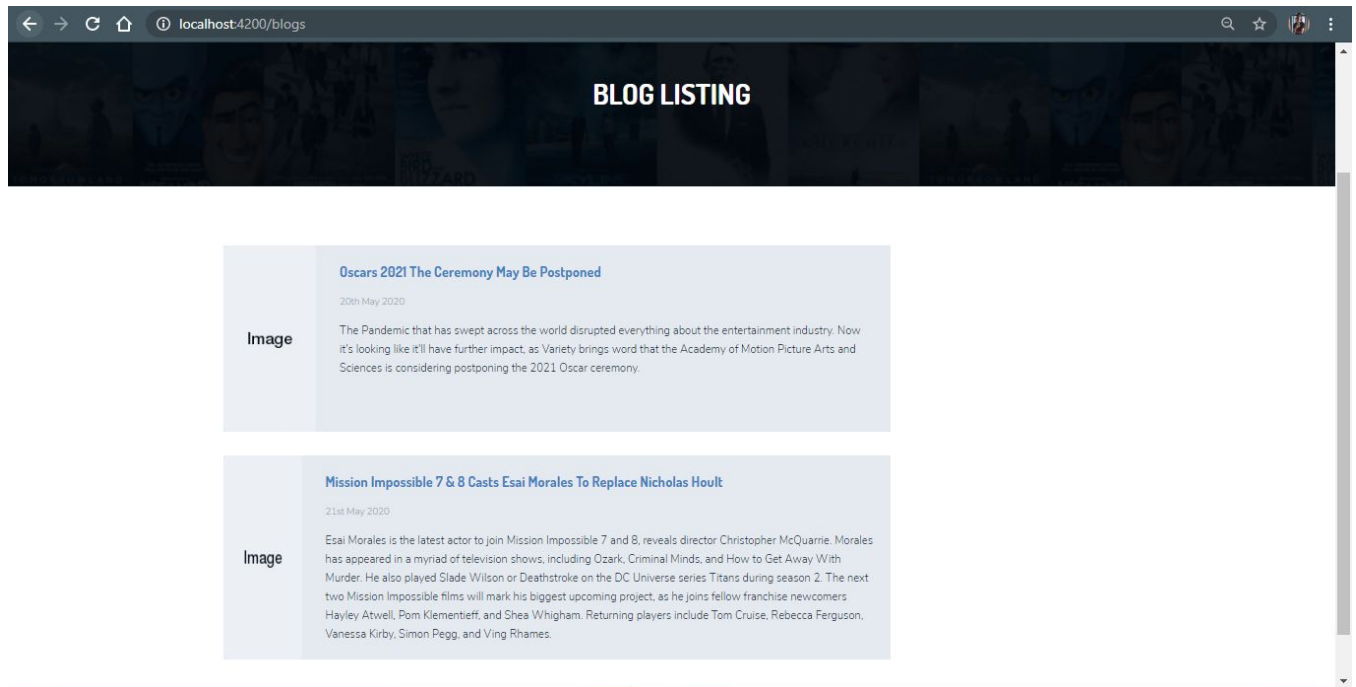 localhost:4200/blogs
BLOG LISTING
Image
Oscars 2021 The Ceremony May Be Postponed
20th May 2020
The Pandemic that has swept across the world disrupted everything about the entertainment industry. Now
it's looking like it'll have further impact, as Variety brings word that the Academy of Motion Picture Arts and
Sciences is considering postponing the 2021 Oscar ceremony.
Image
Mission Impossible 7 & 8 Casts Esai Morales To Replace Nicholas Hoult
21st May 2020
Esai Morales is the latest actor to join Mission Impossible 7 and 8, reveals director Christopher McQuarrie. Morales
has appeared in a myriad of television shows, including Ozark, Criminal Minds, and How to Get Away With
Murder. He also played Slade Wilson or Deathstroke on the DC Universe series Titans during season 2. The next
two Mission Impossible films will mark his biggest upcoming project, as he joins fellow franchise newcomers
Hayley Atwell, Pom Klementieff, and Shea Whigham. Returning players include Tom Cruise, Rebecca Ferguson,
Vanessa Kirby, Simon Pegg, and Ving Rhames.